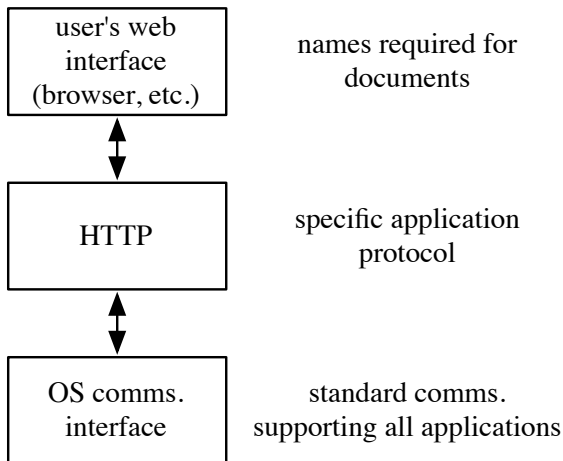 user's web
interface
(browser, etc.)
names required for
documents
HTTP
specific application
protocol
OS comms.
interface
standard comms.
supporting all applications